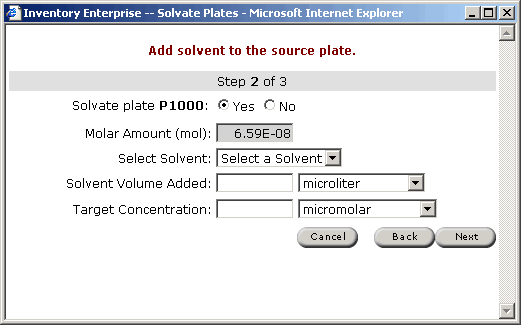 Inventory Enterprise -- Solvate Plates - Microsoft Internet Explorer
Add solvent to the source plate.
Step 2 of 3
Solvate plate P1000: Yes No
Molar Amount (mol): 6.59E-08
Select Solvent: Select a Solvent
Solvent Volume Added: microliter
Target Concentration: micromolar
Cancel Back Next